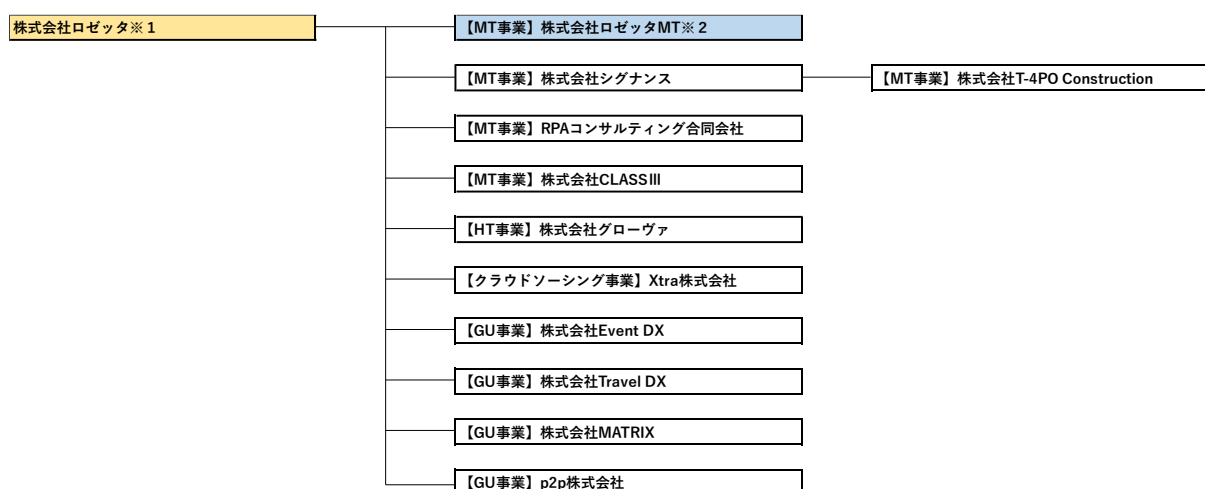 株式会社ロゼッタ※1
【MT事業】株式会社ロゼッタMT※2
【MT事業】株式会社シグナンス
【MT事業】株式会社T-4PO Construction
【MT事業】RPAコンサルティング合同会社
【MT事業】株式会社CLASSⅢ
【HT事業】株式会社グローヴァ
【クラウドソーシング事業】Xtra株式会社
【GU事業】株式会社Event DX
【GU事業】株式会社Travel DX
【GU事業】株式会社MATRIX
【GU事業】p2p株式会社